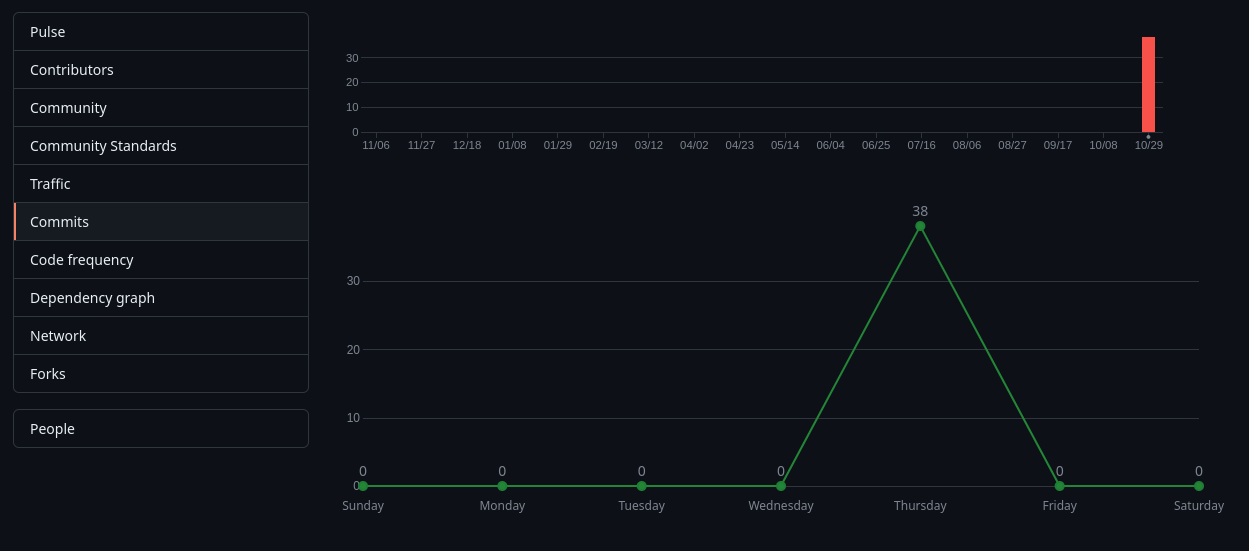 Pulse
Contributors
Community
Community Standards
Traffic
Commits
Code frequency
Dependency graph
Network
Forks
People
30
20
10
0
11/06 11/27 12/18 01/08 01/29 02/19 03/12 04/02 04/23 05/14 06/04 06/25 07/16 08/06 08/27 09/17 10/08 10/29
38
30
20
10
0 0 0 0 0 0
0
Sunday Monday Tuesday Wednesday Thursday Friday Saturday